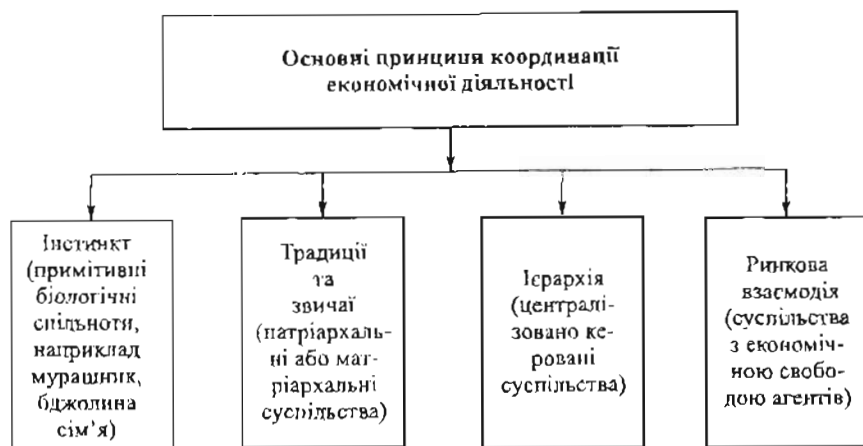 Основні принципи координації
економічної діяльності
Інстинкт
(примітивні
біологічні
спільноти,
наприклад
мурашник,
бджолина
сім’я)
Традиції
та
звичаї
(патріархаль-
ні або мат-
ріархальні
суспільства)
Ієрархія
(централі-
зовано ке-
ровані
суспільства)
Ринкова
взаємодія
(суспільства
з економіч-
ною свобо-
дою агентів)